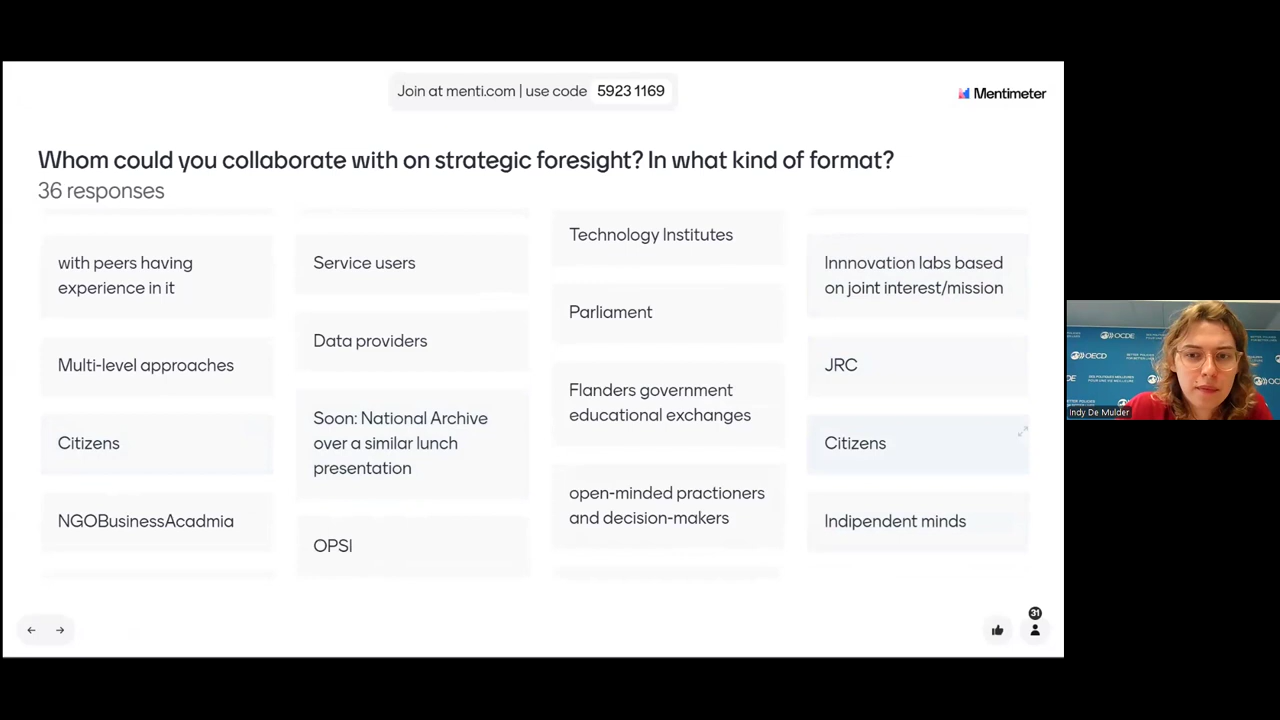 Join at menti.com | use code 5923 1169
Mentimeter
Whom could you collaborate with on strategic foresight? In what kind of format?
36 responses
with peers having
experience in it
Multi-level approaches
Citizens
NGOBusinessAcadmia
Service users
Data providers
Soon: National Archive
over a similar lunch
presentation
OPSI
Technology Institutes
Parliament
Flanders government
educational exchanges
open-minded practioners
and decision-makers
Innnovation labs based
on joint interest/mission
JRC
Citizens
Indipendent minds
31
OCDE
OECD
Indy De Mulder